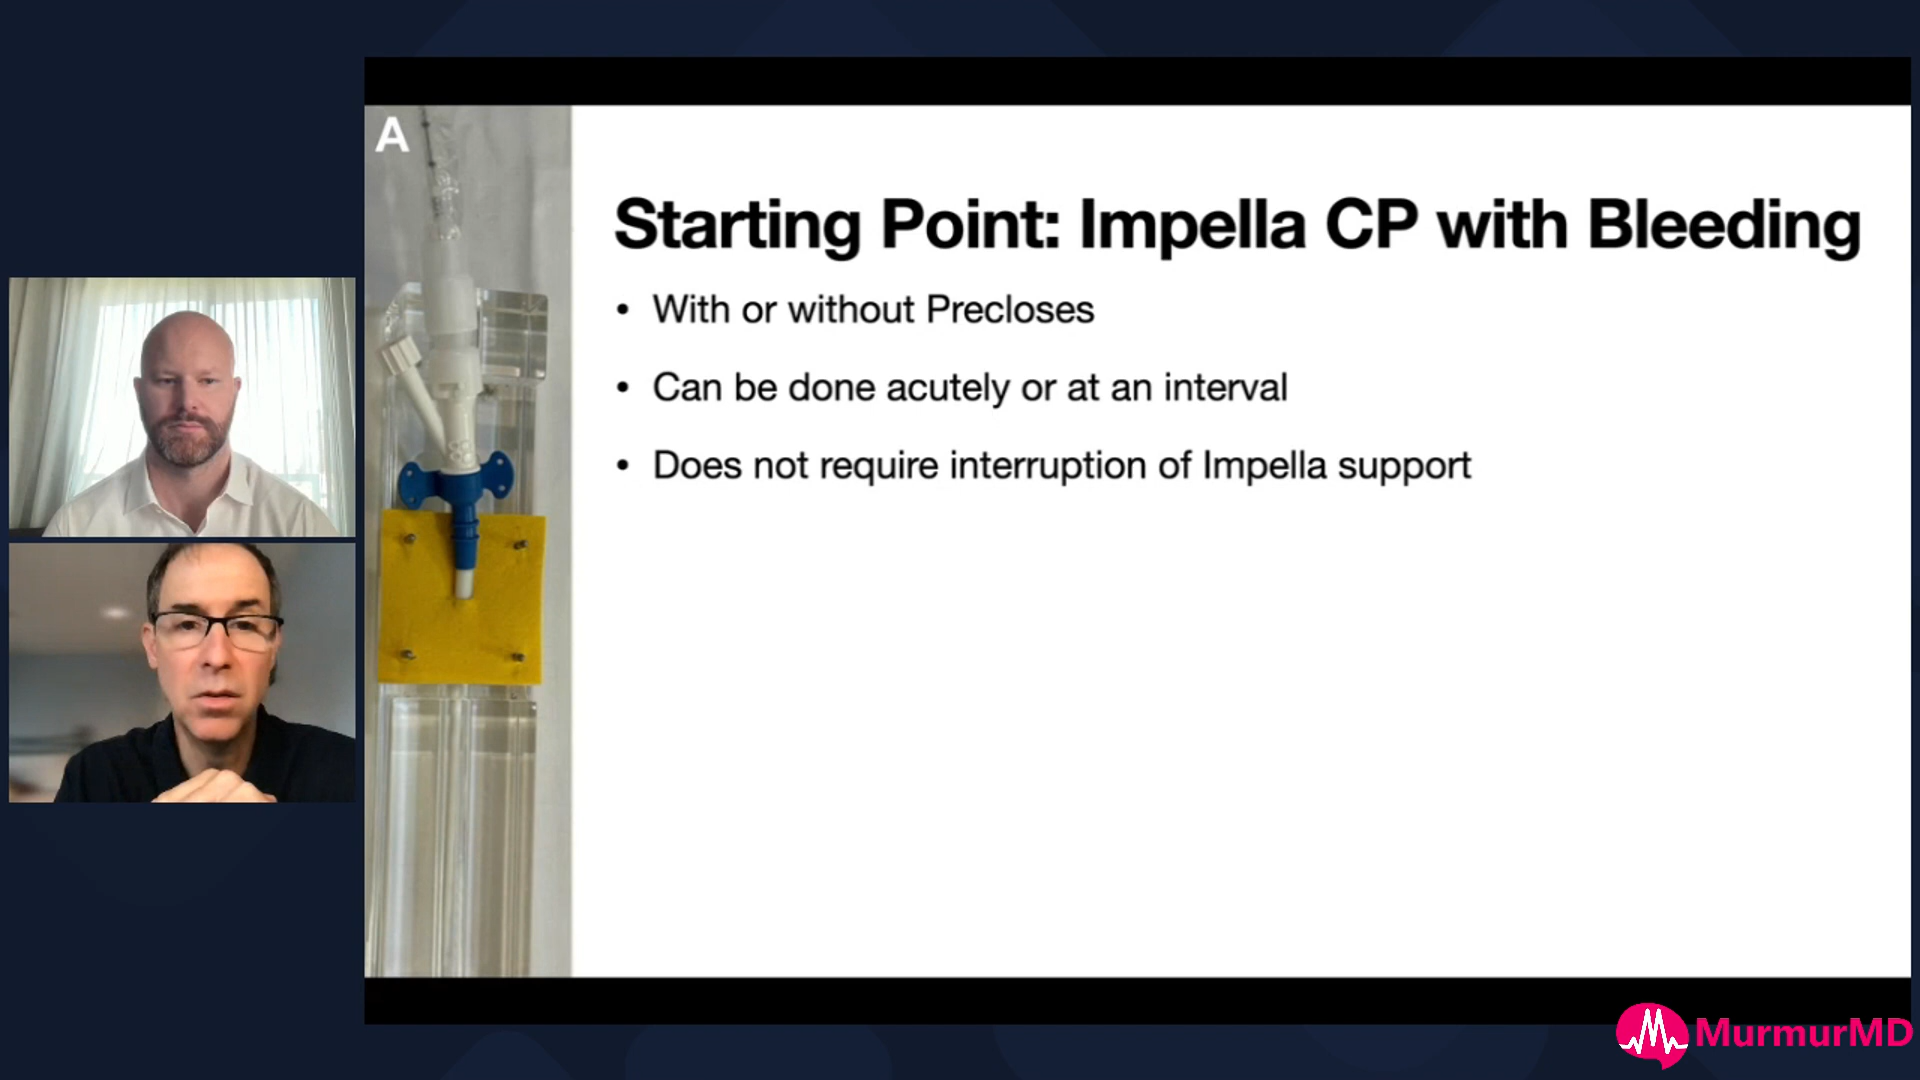 A
Starting Point: Impella CP with Bleeding
• With or without Precloses
• Can be done acutely or at an interval
• Does not require interruption of Impella support
MurmurMD